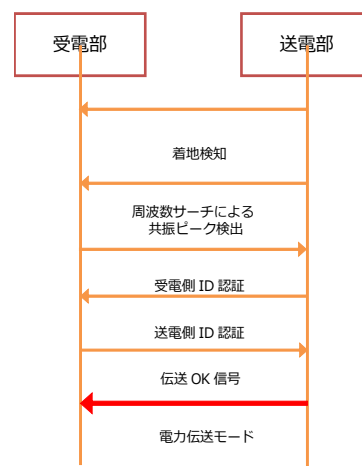 受電部
送電部
着地検知
周波数サーチによる
共振ピーク検出
受電側 ID 認証
送電側 ID 認証
伝送 OK 信号
電力伝送モード